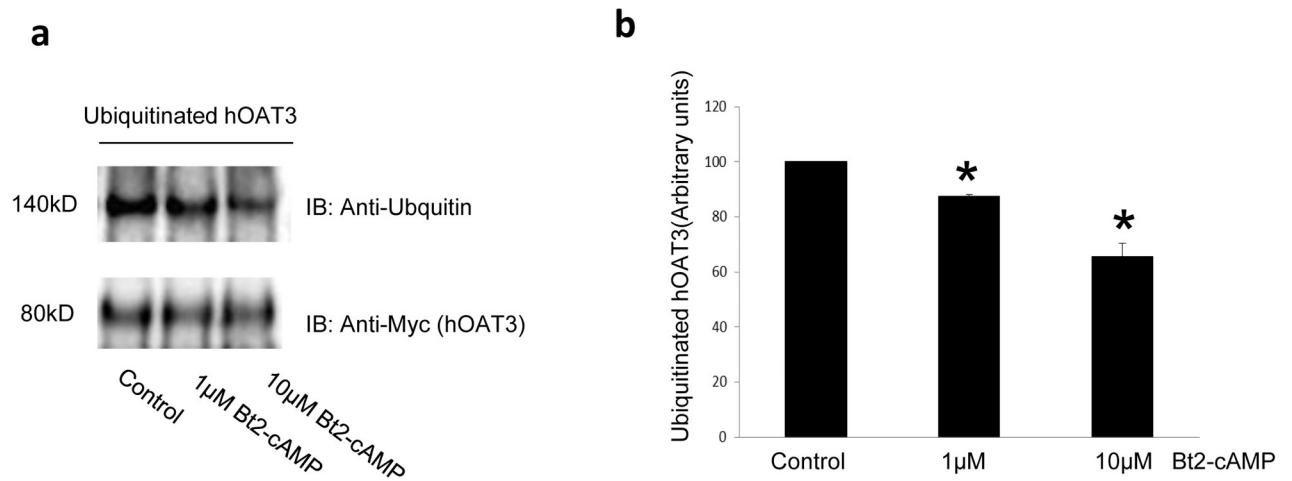 a
Ubiquitinated hOAT3
140kD
IB: Anti-Ubquitin
80kD
IB: Anti-Myc (hOAT3)
Control
1µM Bt2-cAMP
10µM Bt2-cAMP
b
Ubiquitinated hOAT3(Arbitrary units)
120
100
80
60
40
20
0
*
*
Control 1µM 10µM Bt2-cAMP